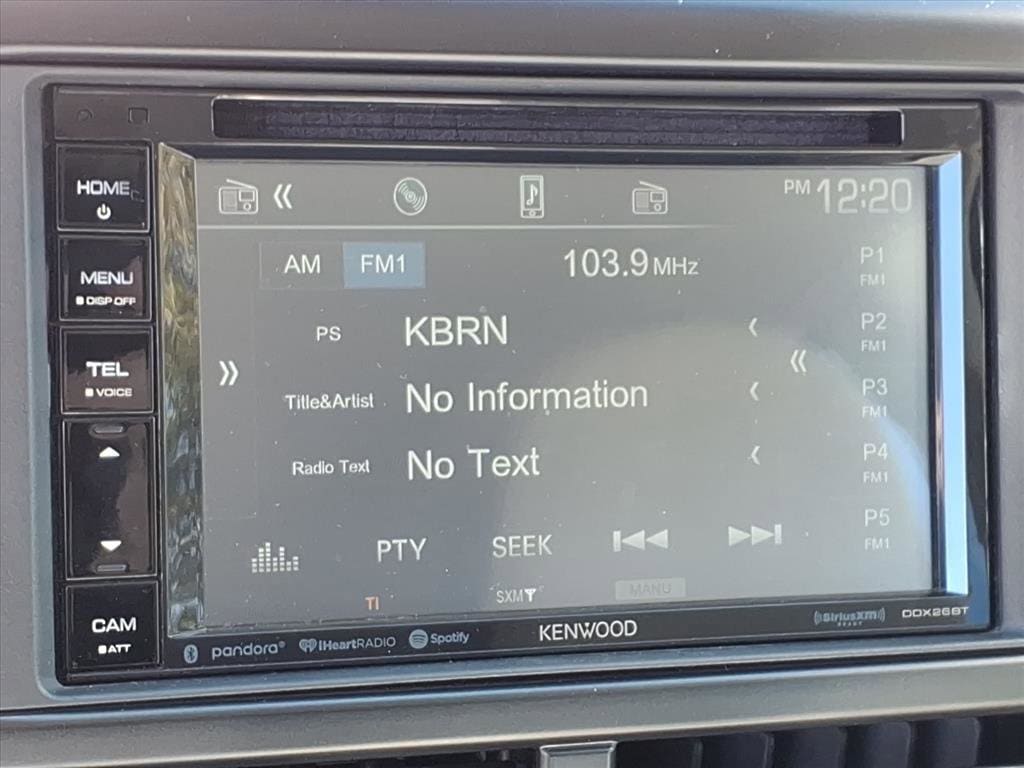 HOME
MENU
DISP OFF
TEL
VOICE
CAM
ATT
PM 12:20
AM FM1 103.9 MHz
PS KBRN
Title&Artist No Information
Radio Text No Text
P1
FM1
P2
FM1
P3
FM1
P4
FM1
P5
FM1
PTY SEEK
TI SXM MANU
pandora® iHeartRADIO Spotify KENWOOD ((SiriusXM))
READY
DDX26BT